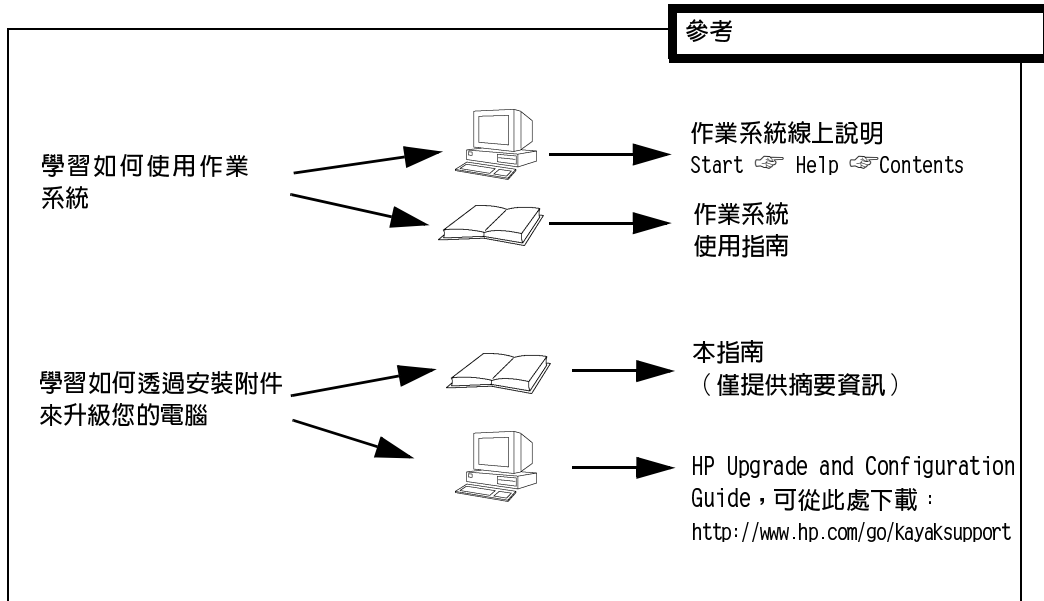 參考
學習如何使用作業
系統
作業系統線上說明
Start ☞ Help ☞Contents
作業系統
使用指南
學習如何透過安裝附件
來升級您的電腦
本指南
（僅提供摘要資訊）
HP Upgrade and Configuration
Guide，可從此處下載：
http://www.hp.com/go/kayaksupport